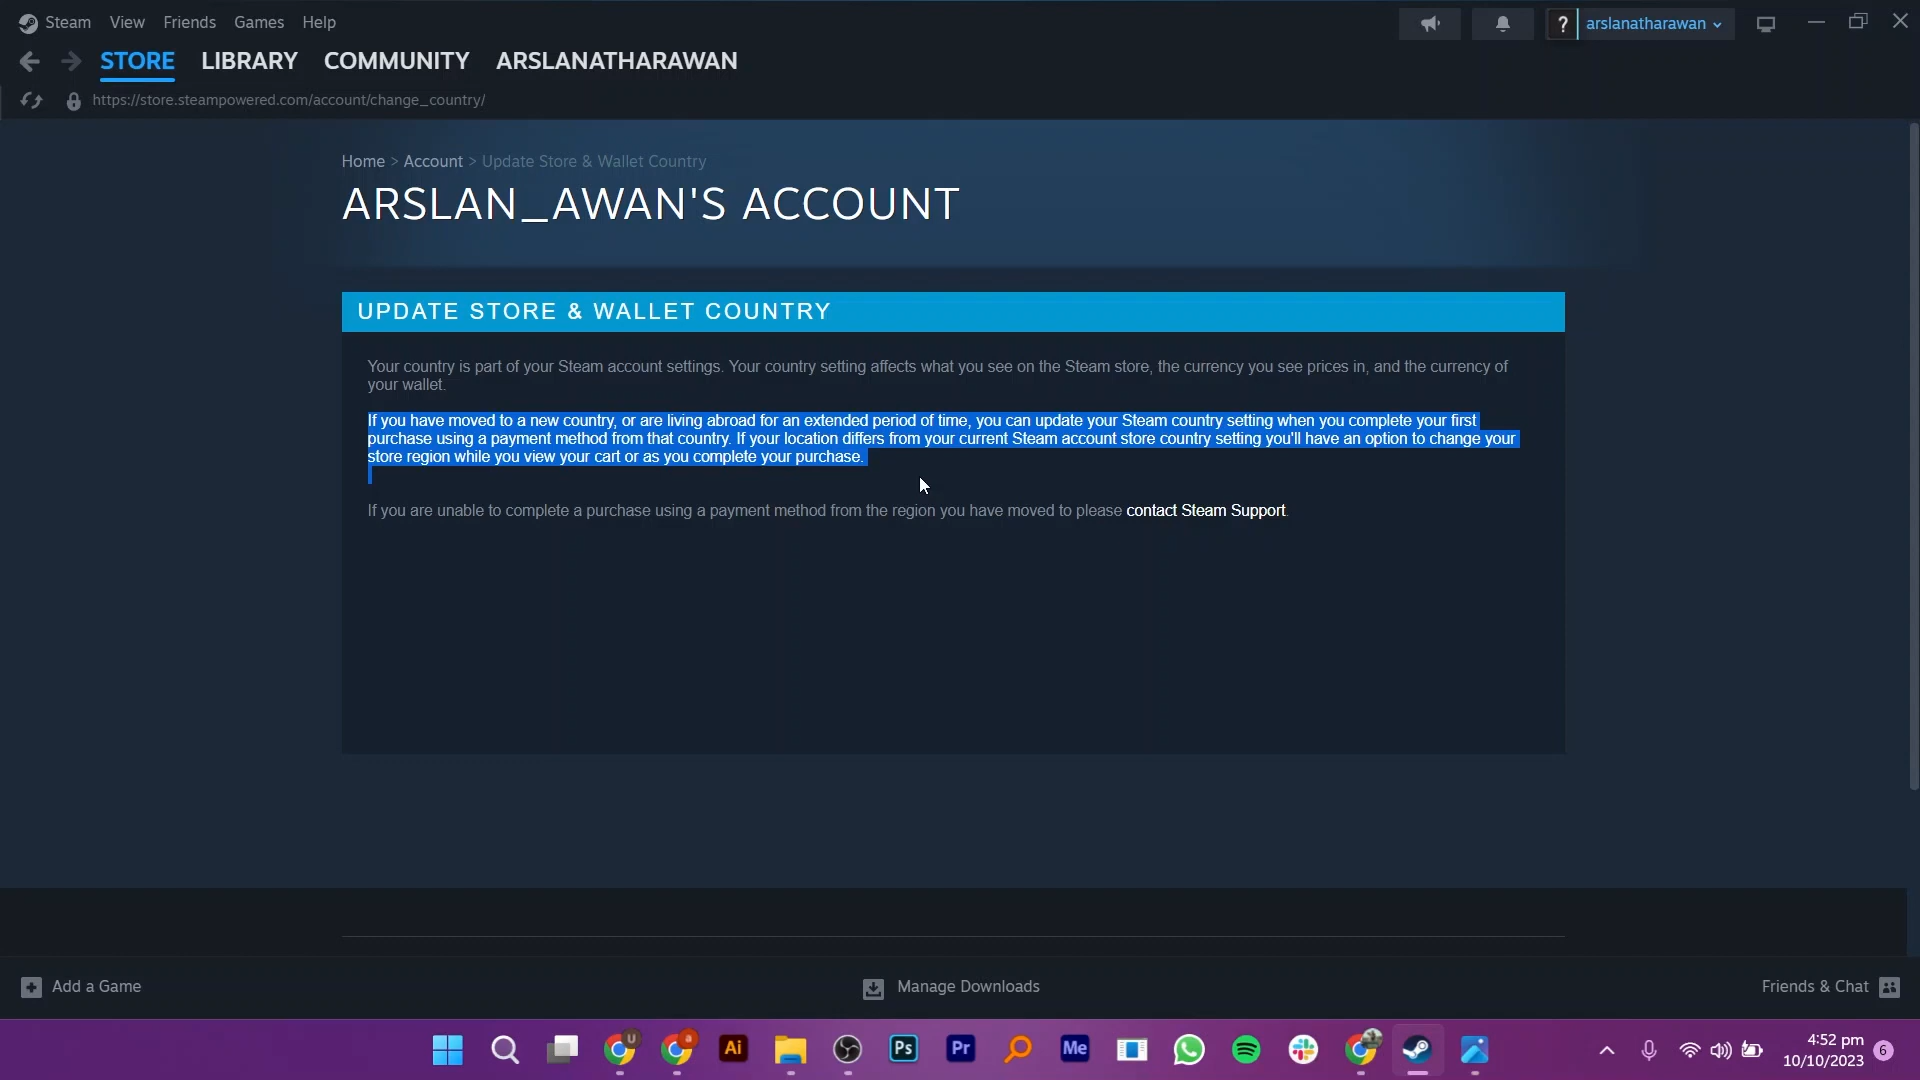 Steam View Friends Games Help
? arslanatharawan
STORE LIBRARY COMMUNITY ARSLANATHARAWAN
https://store.steampowered.com/account/change_country/
Home > Account > Update Store & Wallet Country
ARSLAN_AWAN'S ACCOUNT
UPDATE STORE & WALLET COUNTRY
Your country is part of your Steam account settings. Your country setting affects what you see on the Steam store, the currency you see prices in, and the currency of
your wallet.
If you have moved to a new country, or are living abroad for an extended period of time, you can update your Steam country setting when you complete your first
purchase using a payment method from that country. If your location differs from your current Steam account store country setting you'll have an option to change your
store region while you view your cart or as you complete your purchase.
If you are unable to complete a purchase using a payment method from the region you have moved to please contact Steam Support.
Add a Game
Manage Downloads
Friends & Chat
U a Ai Ps Pr Me
4:52 pm
10/10/2023 6